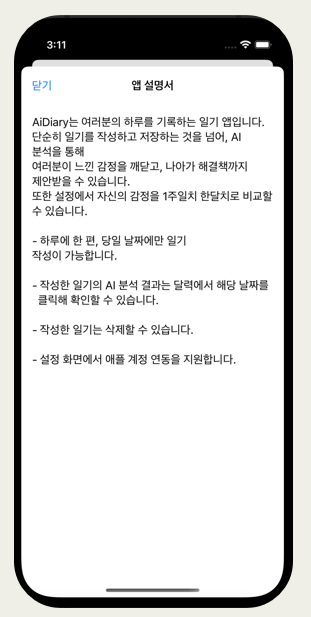 3:11
닫기
앱 설명서
AiDiary는 여러분의 하루를 기록하는 일기 앱입니다.
단순히 일기를 작성하고 저장하는 것을 넘어, AI
분석을 통해
여러분이 느낀 감정을 깨닫고, 나아가 해결책까지
제안받을 수 있습니다.
또한 설정에서 자신의 감정을 1주일치 한달치로 비교할
수 있습니다.
- 하루에 한 편, 당일 날짜에만 일기
작성이 가능합니다.
- 작성한 일기의 AI 분석 결과는 달력에서 해당 날짜를
클릭해 확인할 수 있습니다.
- 작성한 일기는 삭제할 수 있습니다.
- 설정 화면에서 애플 계정 연동을 지원합니다.